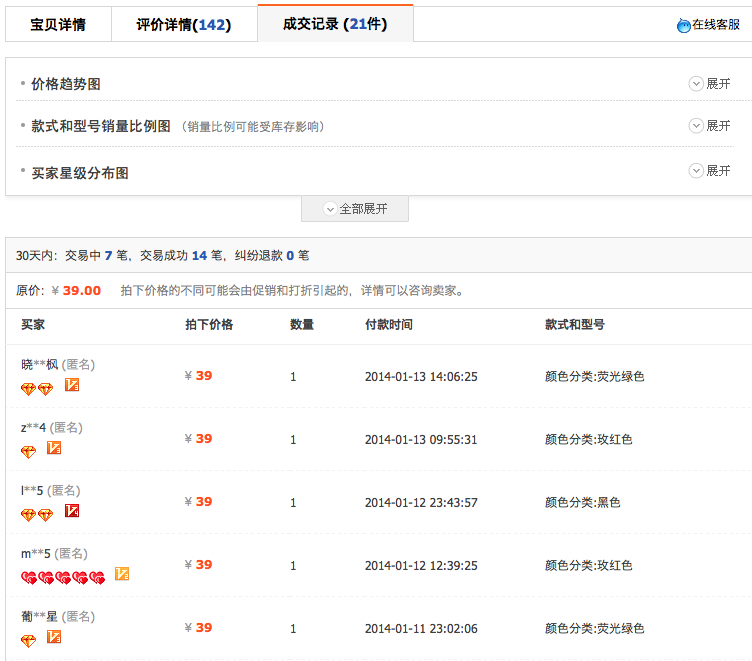 宝贝详情 评价详情(142) 成交记录 (21件) 在线客服
价格趋势图 展开
款式和型号销量比例图 （销量比例可能受库存影响） 展开
买家星级分布图 展开
全部展开
30天内：交易中 7 笔，交易成功 14 笔，纠纷退款 0 笔
原价：¥ 39.00 拍下价格的不同可能会由促销和打折引起的，详情可以咨询卖家。
买家 拍下价格 数量 付款时间 款式和型号
晓**枫 (匿名)
¥ 39 1 2014-01-13 14:06:25 颜色分类:荧光绿色
z**4 (匿名)
¥ 39 1 2014-01-13 09:55:31 颜色分类:玫红色
l**5 (匿名)
¥ 39 1 2014-01-12 23:43:57 颜色分类:黑色
m**5 (匿名)
¥ 39 1 2014-01-12 12:39:25 颜色分类:玫红色
葡**星 (匿名)
¥ 39 1 2014-01-11 23:02:06 颜色分类:荧光绿色